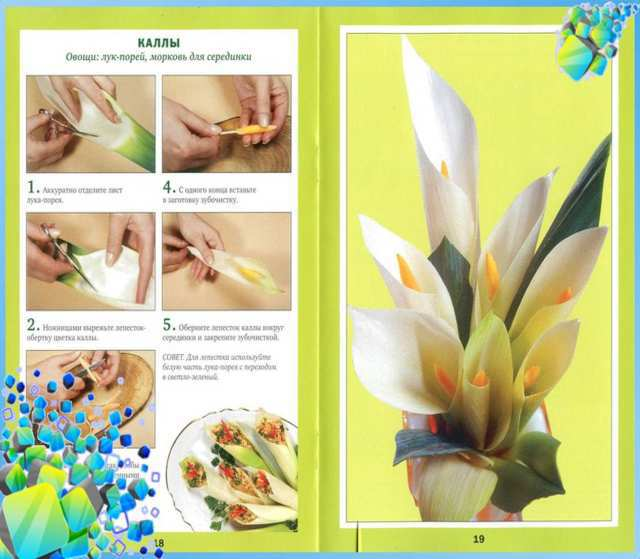 КАЛЛЫ
Овощи: лук-порей, морковь для серединки
1. Аккуратно отделите лист
лука-порея.
4. С одного конца вставьте
в заготовку зубочистку.
2. Ножницами вырежьте лепесток-
обертку цветка каллы.
5. Оберните лепесток каллы вокруг
серединки и закрепите зубочисткой.
СОВЕТ. Для лепестка используйте
белую часть лука-порея с переходом
в светло-зеленый.
18
19